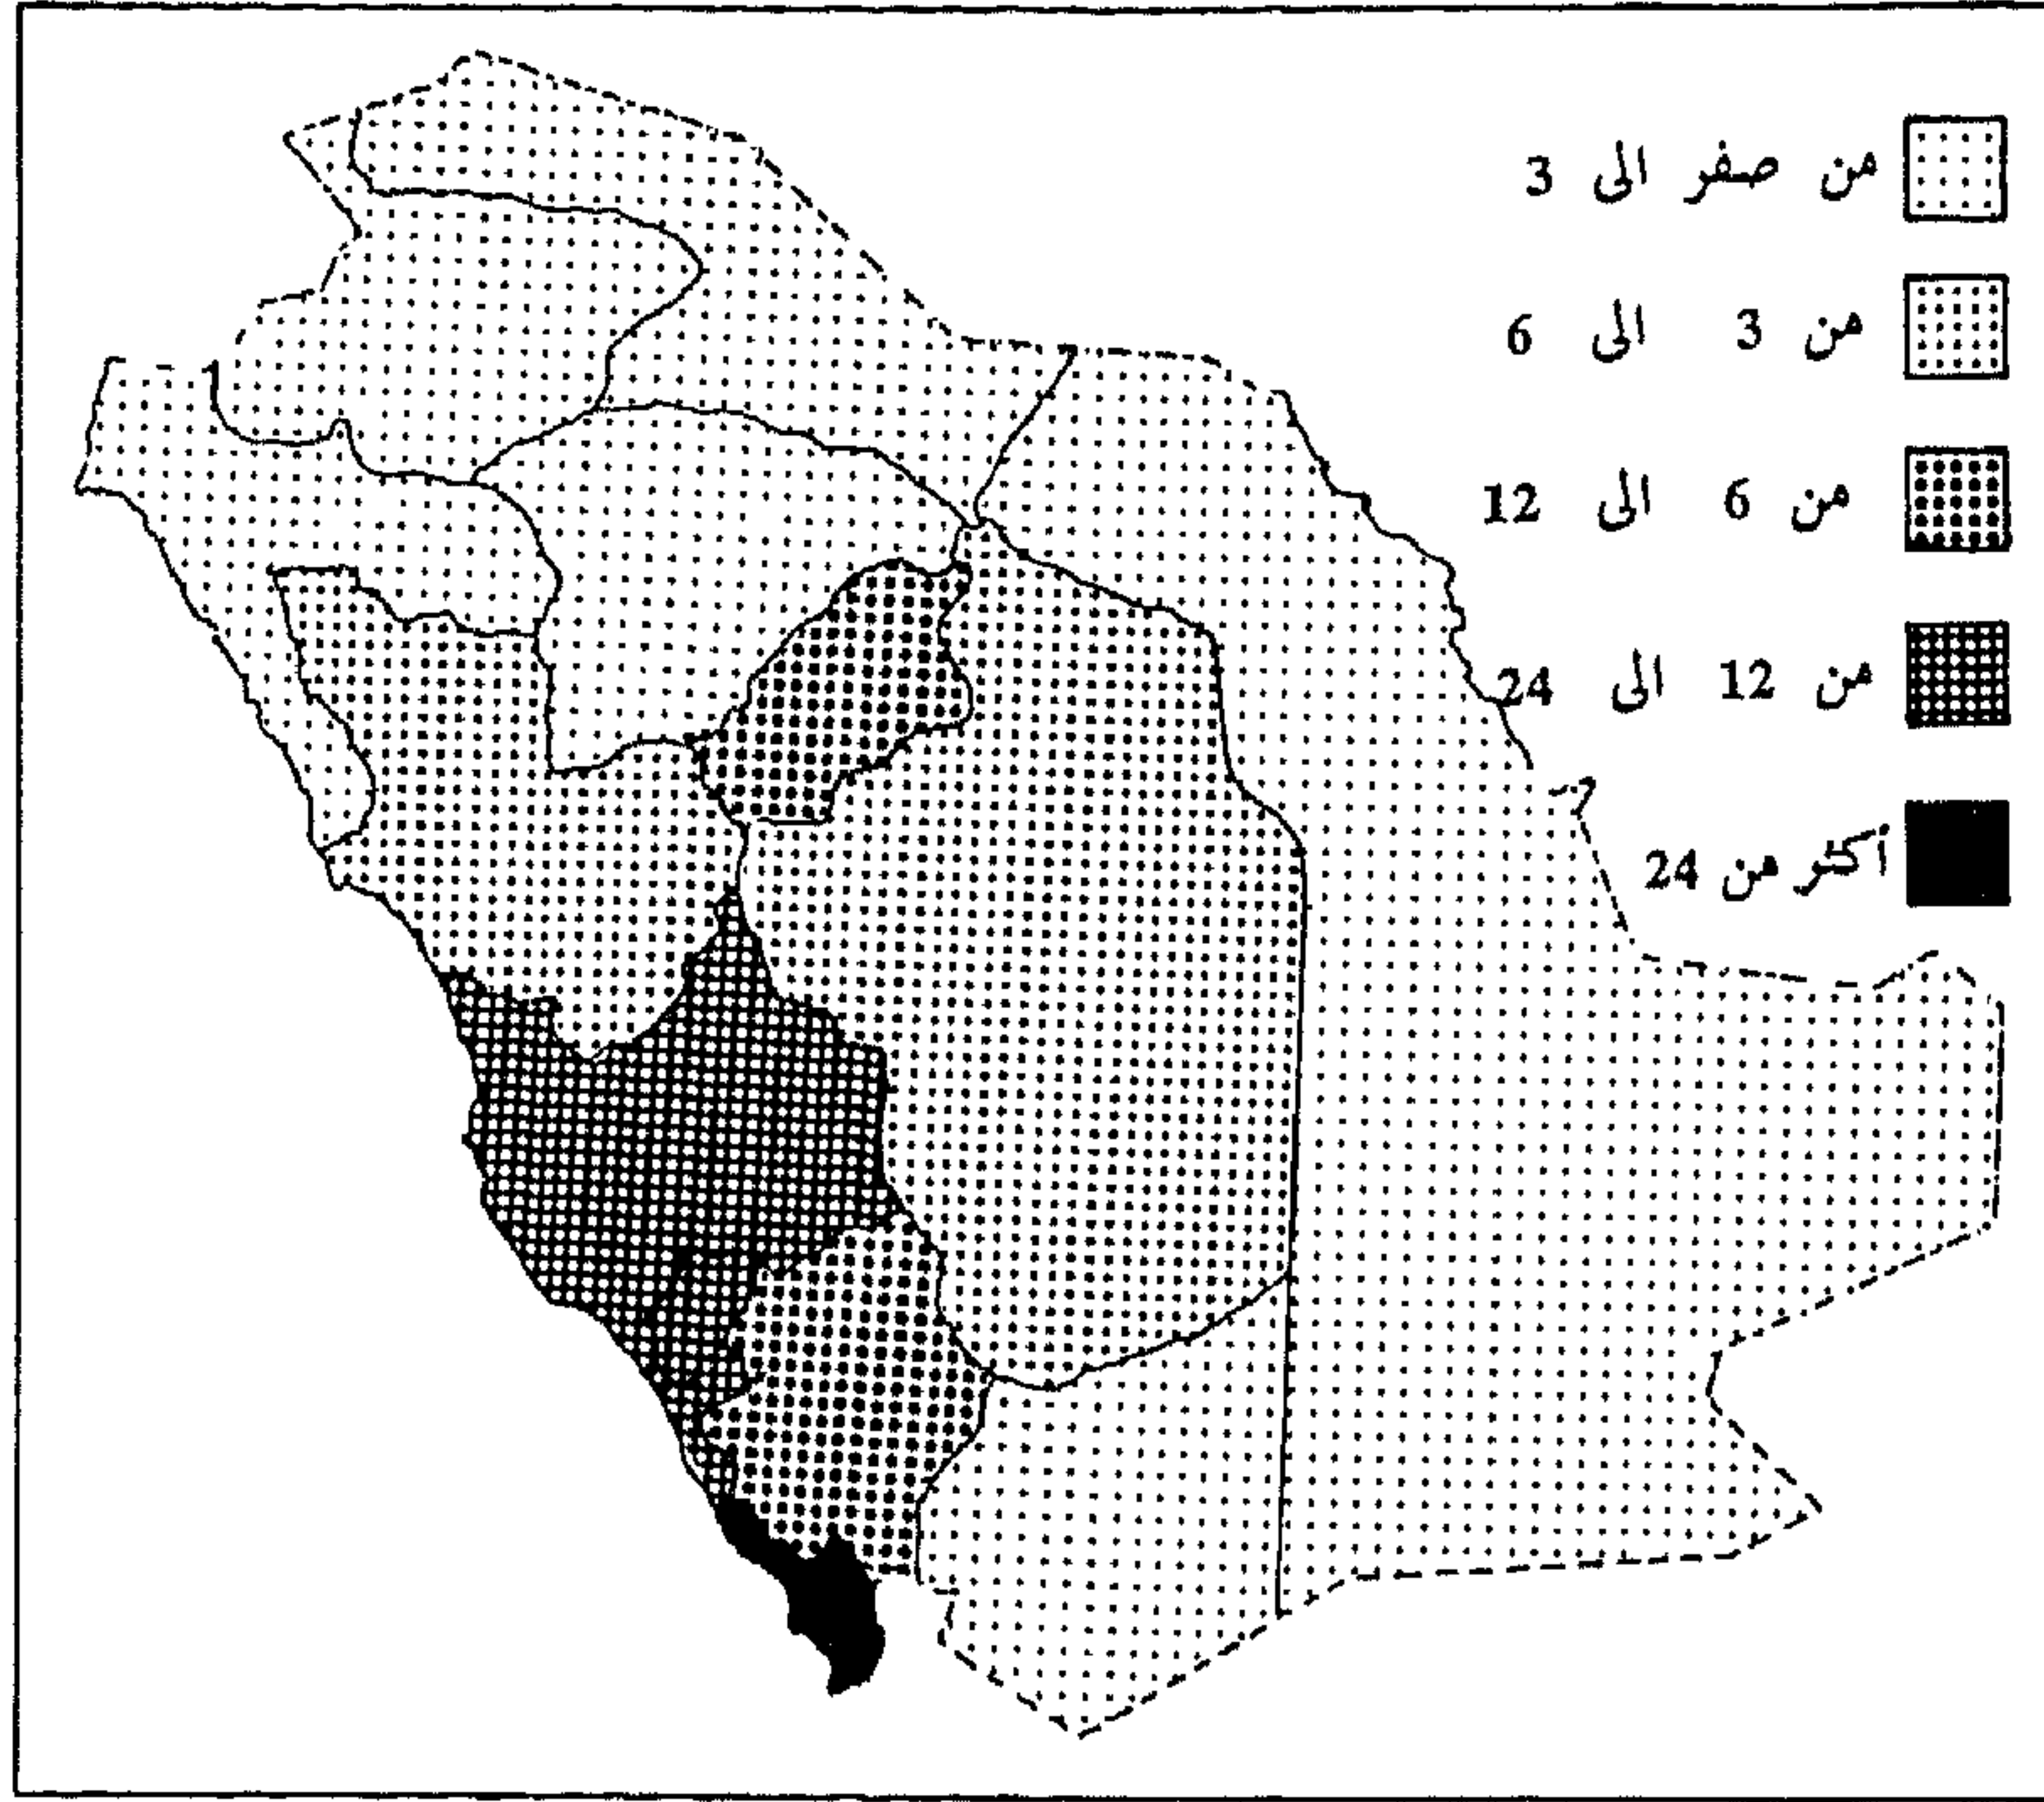 من صفر الى 3
من 3 الى 6
من 6 الى 12
من 12 الى 24
أكثر من 24